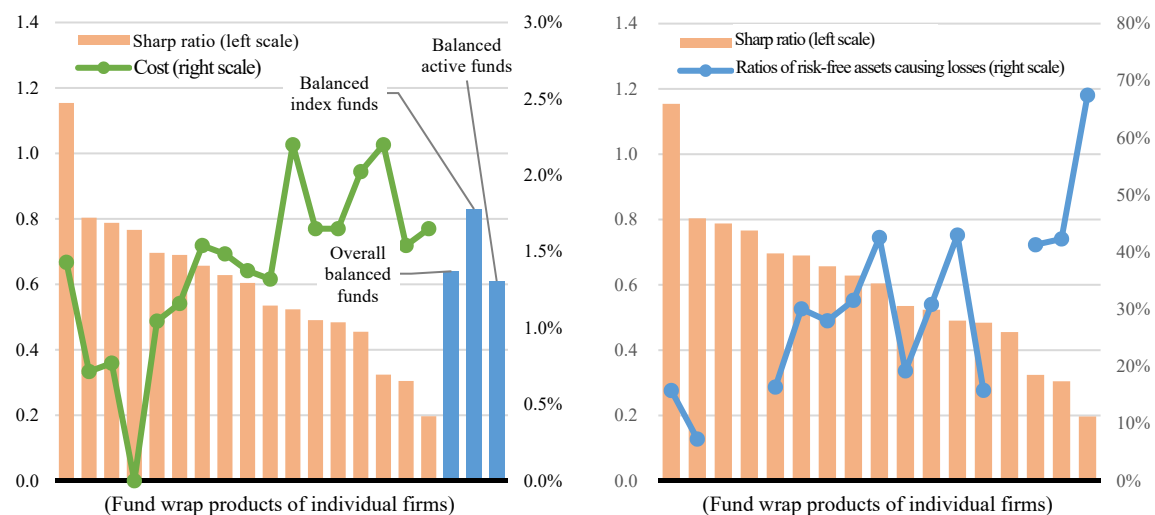 1.4
1.2
1.0
0.8
0.6
0.4
0.2
0.0
Sharp ratio (left scale)
Cost (right scale)
Balanced
index funds
Balanced
active funds
Overall
balanced
funds
3.0%
2.5%
2.0%
1.5%
1.0%
0.5%
0.0%
(Fund wrap products of individual firms)
1.4
1.2
1.0
0.8
0.6
0.4
0.2
0.0
Sharp ratio (left scale)
Ratios of risk-free assets causing losses (right scale)
80%
70%
60%
50%
40%
30%
20%
10%
0%
(Fund wrap products of individual firms)